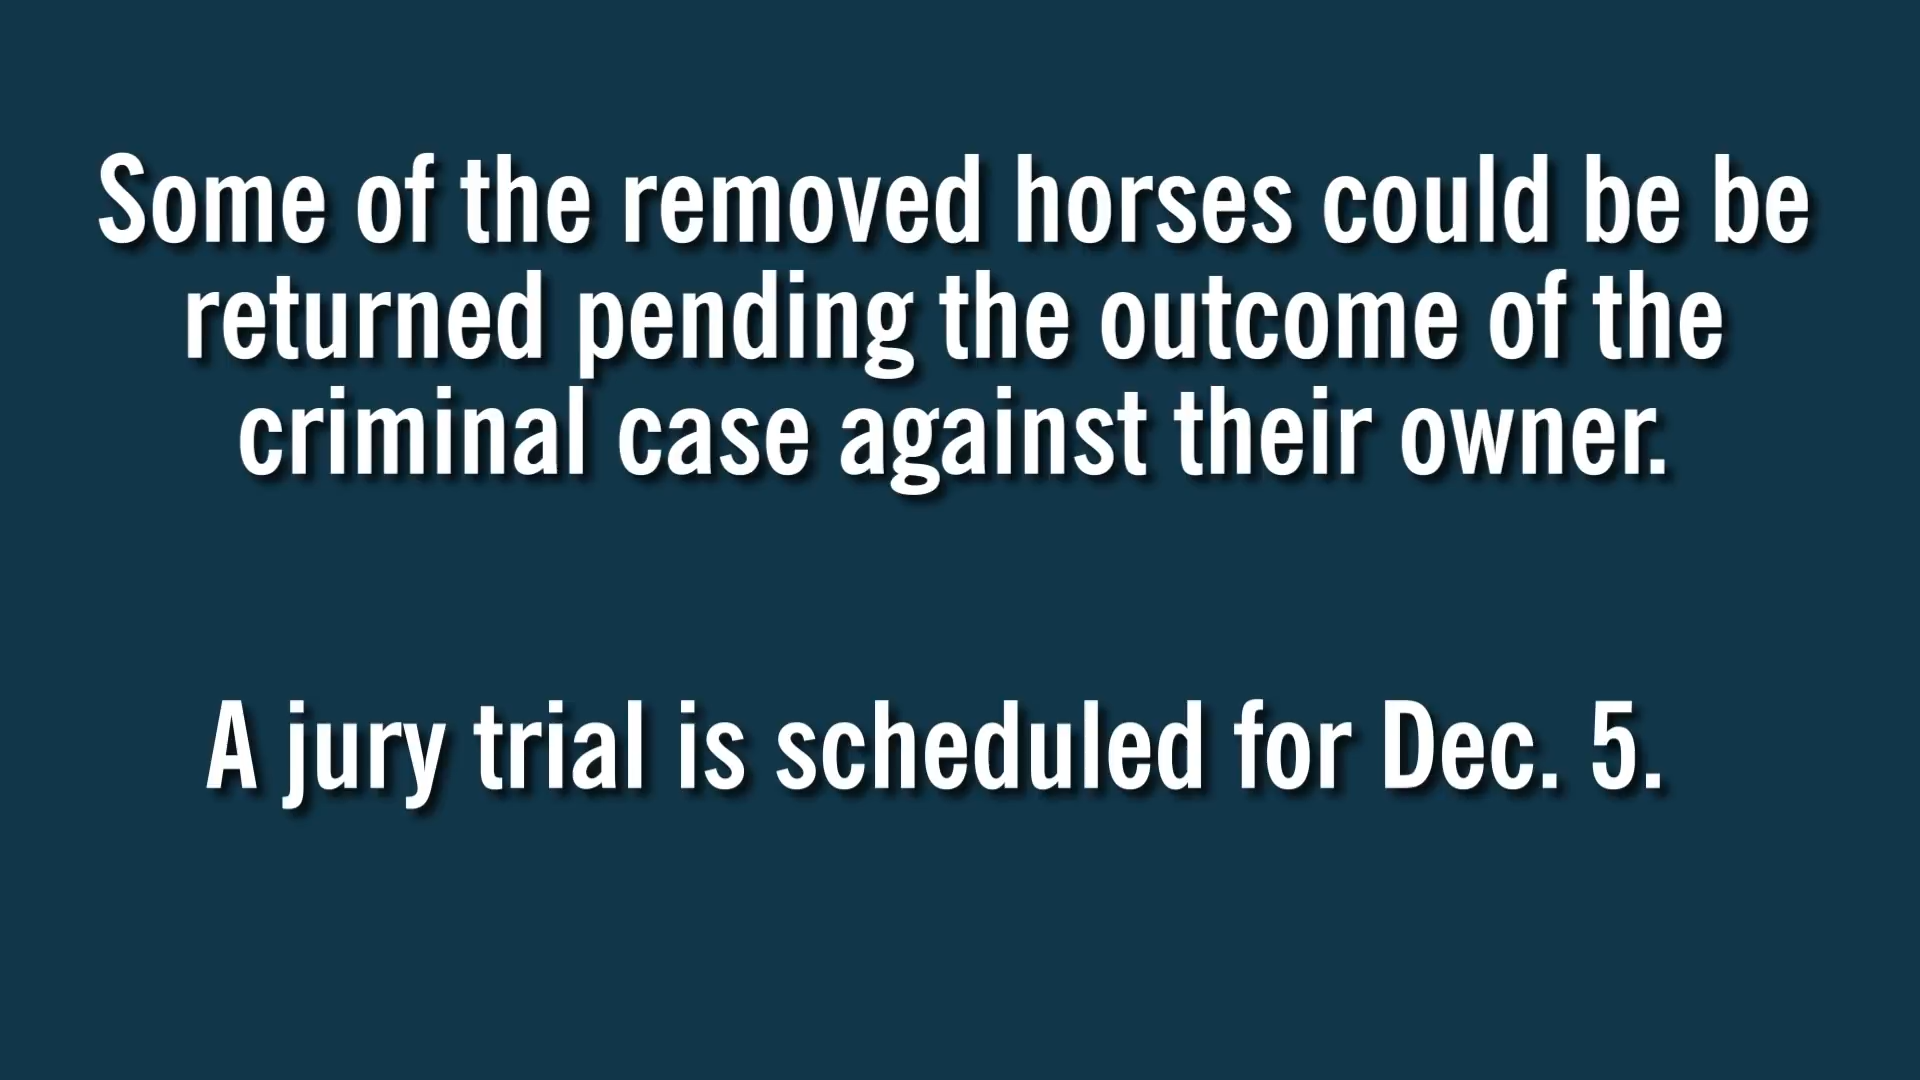 Some of the removed horses could be be
returned pending the outcome of the
criminal case against their owner.
A jury trial is scheduled for Dec. 5.